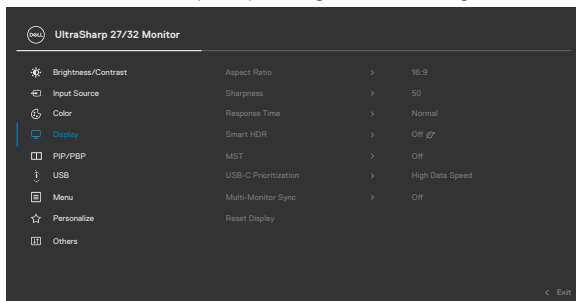 DELL UltraSharp 27/32 Monitor
Brightness/Contrast Aspect Ratio > 16:9
Input Source Sharpness > 50
Color Response Time > Normal
Display Smart HDR > Off
PIP/PBP MST > Off
USB USB-C Prioritization > High Data Speed
Menu Multi-Monitor Sync > Off
Personalize Reset Display
Others
< Exit